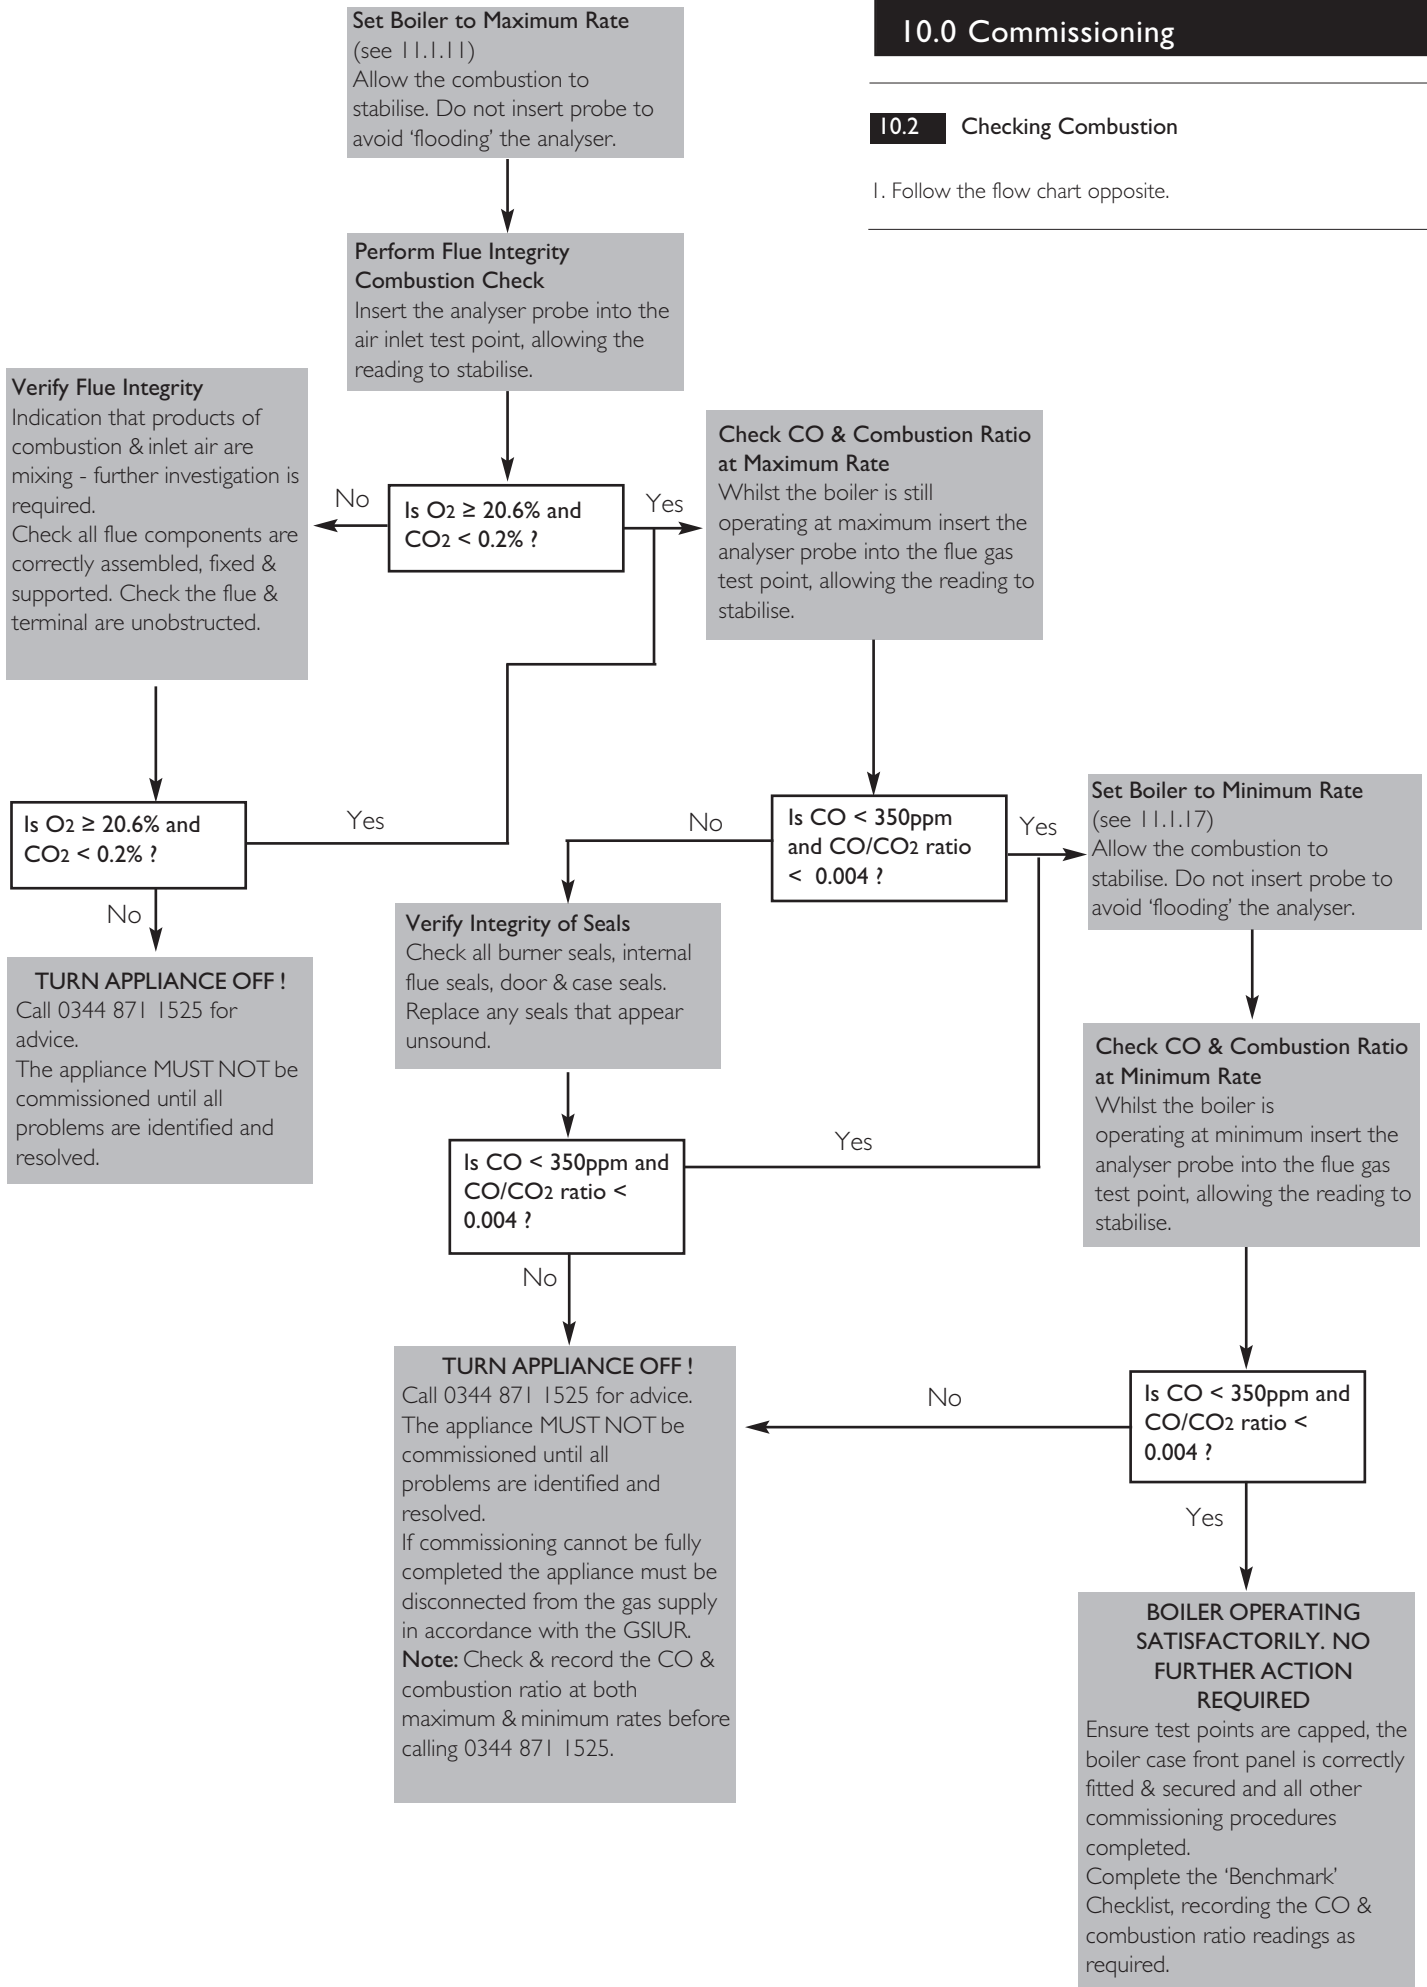 10.0 Commissioning
10.2 Checking Combustion
1. Follow the flow chart opposite.
Set Boiler to Maximum Rate
(see 11.1.11)
Allow the combustion to
stabilise. Do not insert probe to
avoid ‘flooding’ the analyser.
Perform Flue Integrity
Combustion Check
Insert the analyser probe into the
air inlet test point, allowing the
reading to stabilise.
Is O2 ≥ 20.6% and
CO2 < 0.2% ?
No
Yes
Verify Flue Integrity
Indication that products of
combustion & inlet air are
mixing - further investigation is
required.
Check all flue components are
correctly assembled, fixed &
supported. Check the flue &
terminal are unobstructed.
Is O2 ≥ 20.6% and
CO2 < 0.2% ?
Yes
No
TURN APPLIANCE OFF !
Call 0344 871 1525 for
advice.
The appliance MUST NOT be
commissioned until all
problems are identified and
resolved.
Check CO & Combustion Ratio
at Maximum Rate
Whilst the boiler is still
operating at maximum insert the
analyser probe into the flue gas
test point, allowing the reading to
stabilise.
Is CO < 350ppm
and CO/CO2 ratio
< 0.004 ?
No
Yes
Verify Integrity of Seals
Check all burner seals, internal
flue seals, door & case seals.
Replace any seals that appear
unsound.
Is CO < 350ppm and
CO/CO2 ratio <
0.004 ?
Yes
No
TURN APPLIANCE OFF !
Call 0344 871 1525 for advice.
The appliance MUST NOT be
commissioned until all
problems are identified and
resolved.
If commissioning cannot be fully
completed the appliance must be
disconnected from the gas supply
in accordance with the GSIUR.
Note: Check & record the CO &
combustion ratio at both
maximum & minimum rates before
calling 0344 871 1525.
Set Boiler to Minimum Rate
(see 11.1.17)
Allow the combustion to
stabilise. Do not insert probe to
avoid ‘flooding’ the analyser.
Check CO & Combustion Ratio
at Minimum Rate
Whilst the boiler is
operating at minimum insert the
analyser probe into the flue gas
test point, allowing the reading to
stabilise.
Is CO < 350ppm and
CO/CO2 ratio <
0.004 ?
No
Yes
BOILER OPERATING
SATISFACTORILY. NO
FURTHER ACTION
REQUIRED
Ensure test points are capped, the
boiler case front panel is correctly
fitted & secured and all other
commissioning procedures
completed.
Complete the ‘Benchmark’
Checklist, recording the CO &
combustion ratio readings as
required.